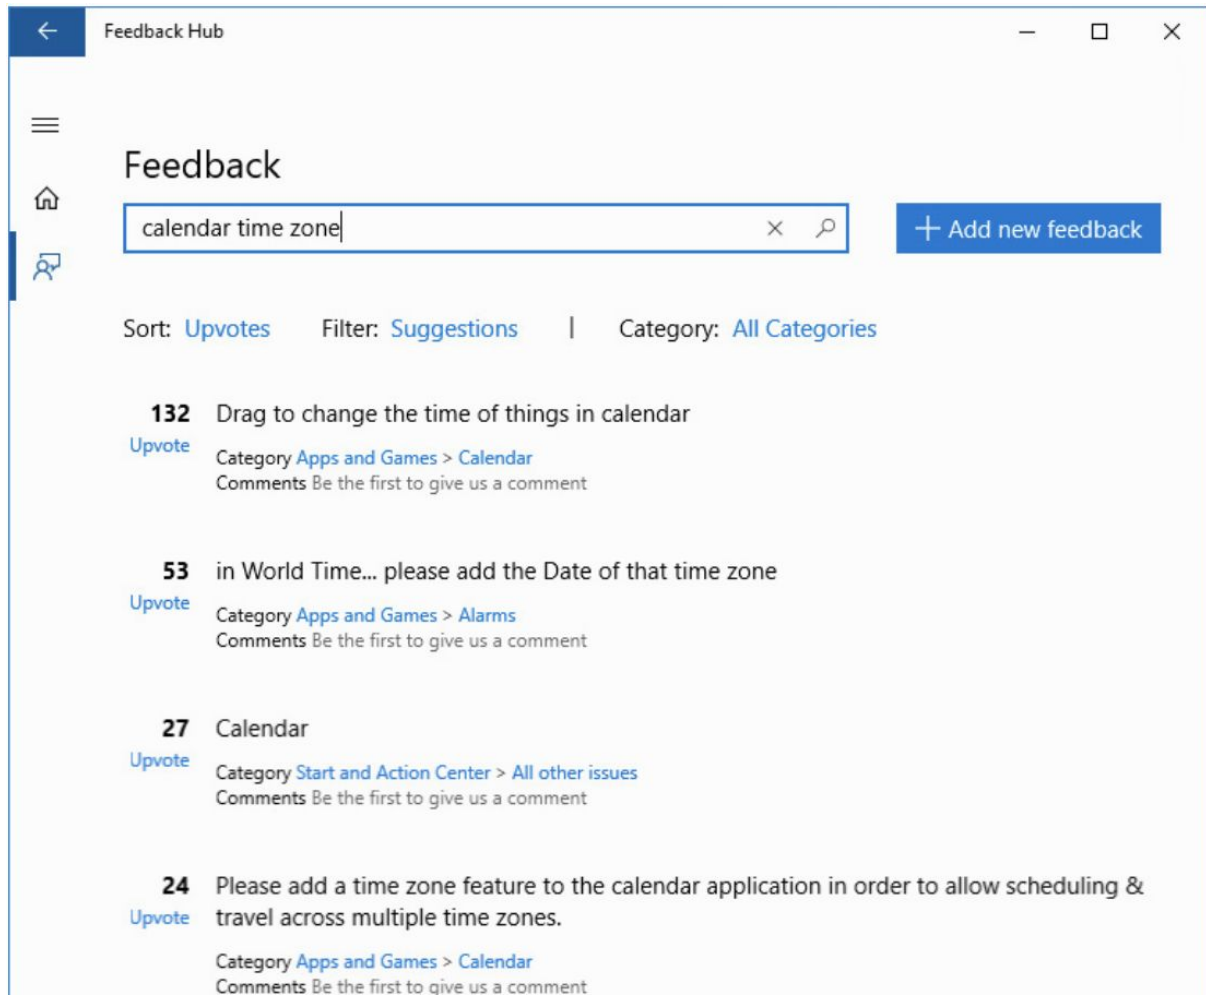 Feedback Hub
Feedback
calendar time zone
+ Add new feedback
Sort: Upvotes Filter: Suggestions | Category: All Categories
132 Drag to change the time of things in calendar
Upvote
Category Apps and Games > Calendar
Comments Be the first to give us a comment
53 in World Time... please add the Date of that time zone
Upvote
Category Apps and Games > Alarms
Comments Be the first to give us a comment
27 Calendar
Upvote
Category Start and Action Center > All other issues
Comments Be the first to give us a comment
24 Please add a time zone feature to the calendar application in order to allow scheduling &
Upvote travel across multiple time zones.
Category Apps and Games > Calendar
Comments Be the first to give us a comment